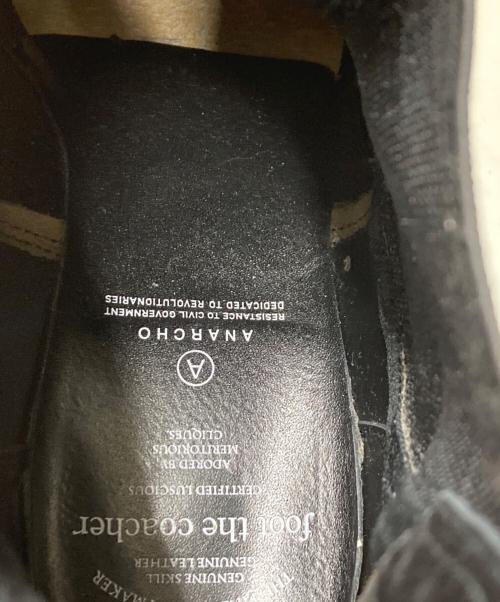 GENUINE SKILL
GENUINE LEATHER
foot the coacher
CERTIFIED LUSCIOUS
ADORED BY
MERITORIOUS
CLIQUES.
A
ANARCHO
RESISTANCE TO CIVIL GOVERNMENT
DEDICATED TO REVOLUTIONARIES